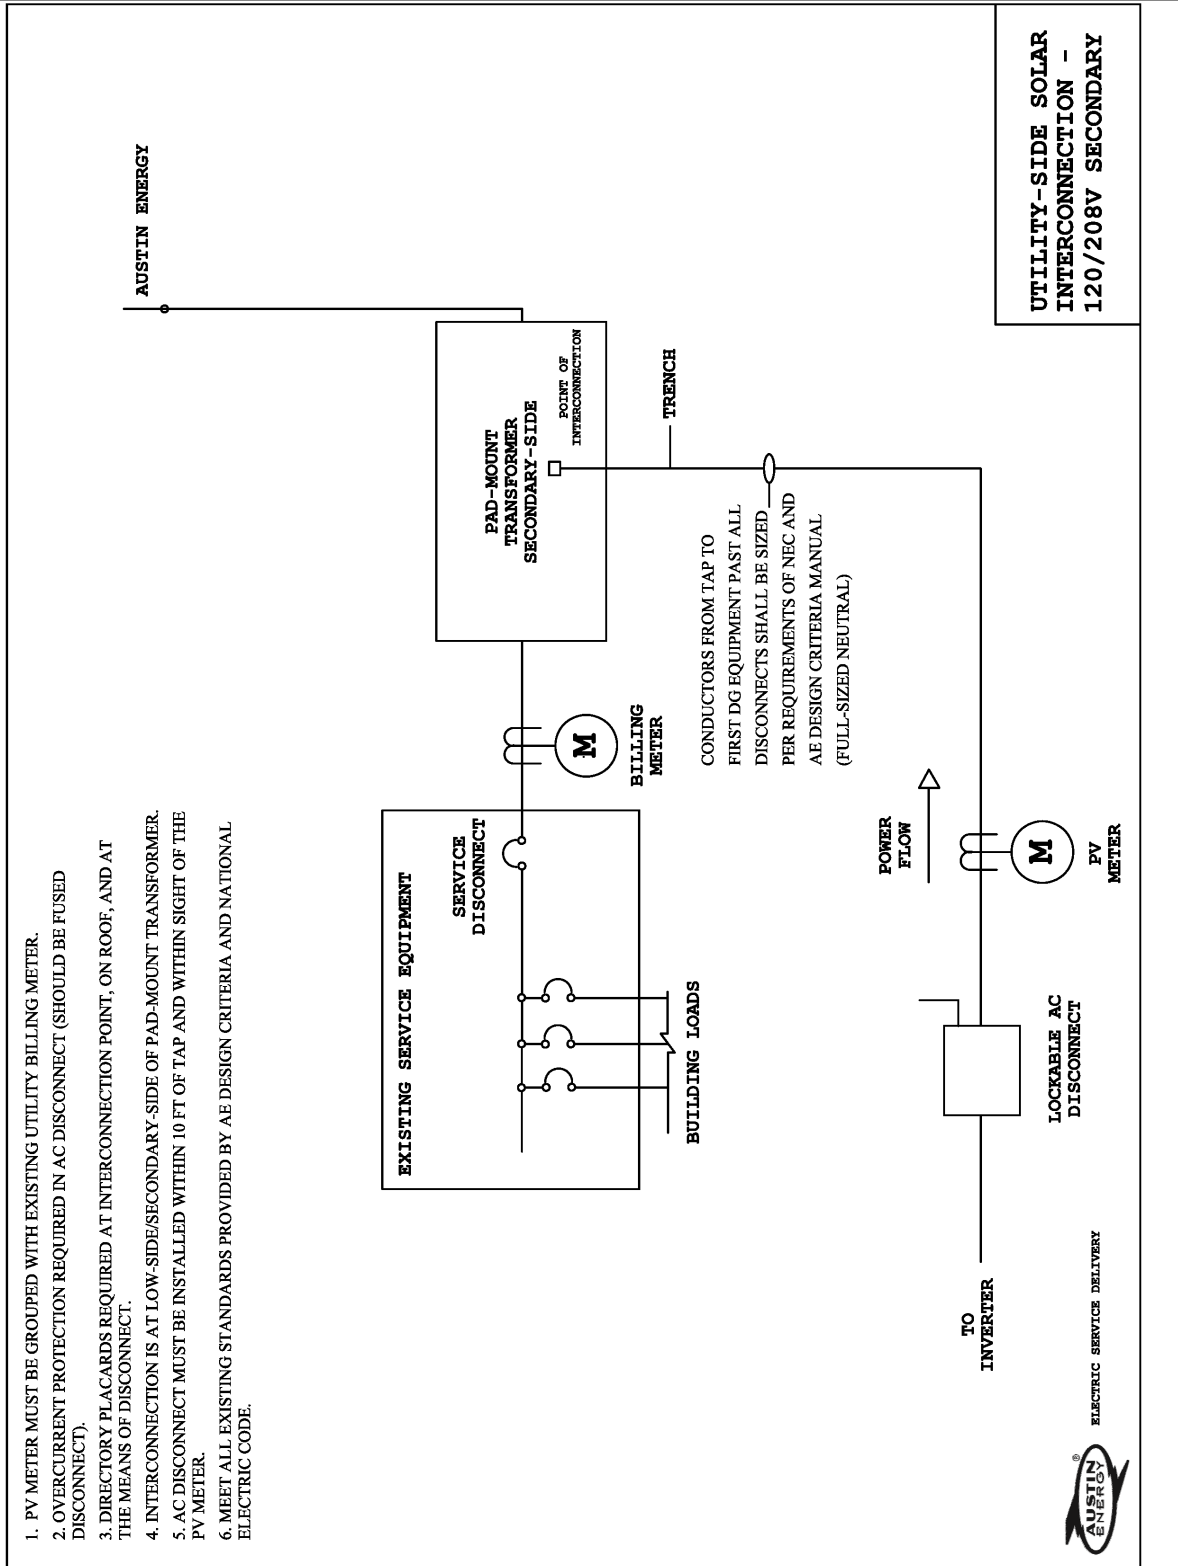 1. PV METER MUST BE GROUPED WITH EXISTING UTILITY BILLING METER.
2. OVERCURRENT PROTECTION REQUIRED IN AC DISCONNECT (SHOULD BE FUSED
DISCONNECT).
3. DIRECTORY PLACARDS REQUIRED AT INTERCONNECTION POINT, ON ROOF, AND AT
THE MEANS OF DISCONNECT.
4. INTERCONNECTION IS AT LOW-SIDE/SECONDARY-SIDE OF PAD-MOUNT TRANSFORMER.
5. AC DISCONNECT MUST BE INSTALLED WITHIN 10 FT OF TAP AND WITHIN SIGHT OF THE
PV METER.
6. MEET ALL EXISTING STANDARDS PROVIDED BY AE DESIGN CRITERIA AND NATIONAL
ELECTRIC CODE.
AUSTIN ENERGY
EXISTING SERVICE EQUIPMENT
SERVICE
DISCONNECT
BUILDING LOADS
M
BILLING
METER
PAD-MOUNT
TRANSFORMER
SECONDARY-SIDE
POINT OF
INTERCONNECTION
TRENCH
CONDUCTORS FROM TAP TO
FIRST DG EQUIPMENT PAST ALL
DISCONNECTS SHALL BE SIZED
PER REQUIREMENTS OF NEC AND
AE DESIGN CRITERIA MANUAL
(FULL-SIZED NEUTRAL)
POWER
FLOW
M
PV
METER
LOCKABLE AC
DISCONNECT
TO
INVERTER
AUSTIN
ENERGY
®
ELECTRIC SERVICE DELIVERY
UTILITY-SIDE SOLAR
INTERCONNECTION -
120/208V SECONDARY